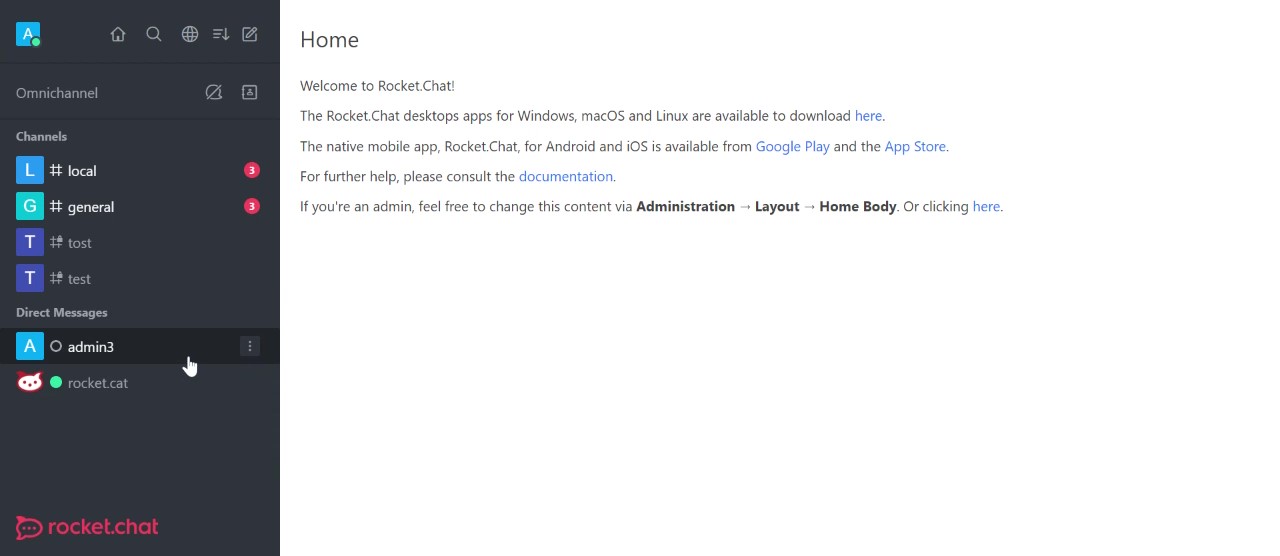 A
Omnichannel
Channels
L local 3
G general 3
T tost
T test
Direct Messages
A admin3
rocket.cat
rocket.chat
Home
Welcome to Rocket.Chat!
The Rocket.Chat desktops apps for Windows, macOS and Linux are available to download here.
The native mobile app, Rocket.Chat, for Android and iOS is available from Google Play and the App Store.
For further help, please consult the documentation.
If you're an admin, feel free to change this content via Administration → Layout → Home Body. Or clicking here.